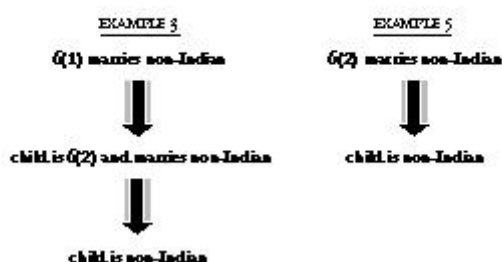 EXAMPLE 3
6(1) marries non-Indian
child is 6(2) and marries non-Indian
child is non-Indian
EXAMPLE 5
6(2) marries non-Indian
child is non-Indian